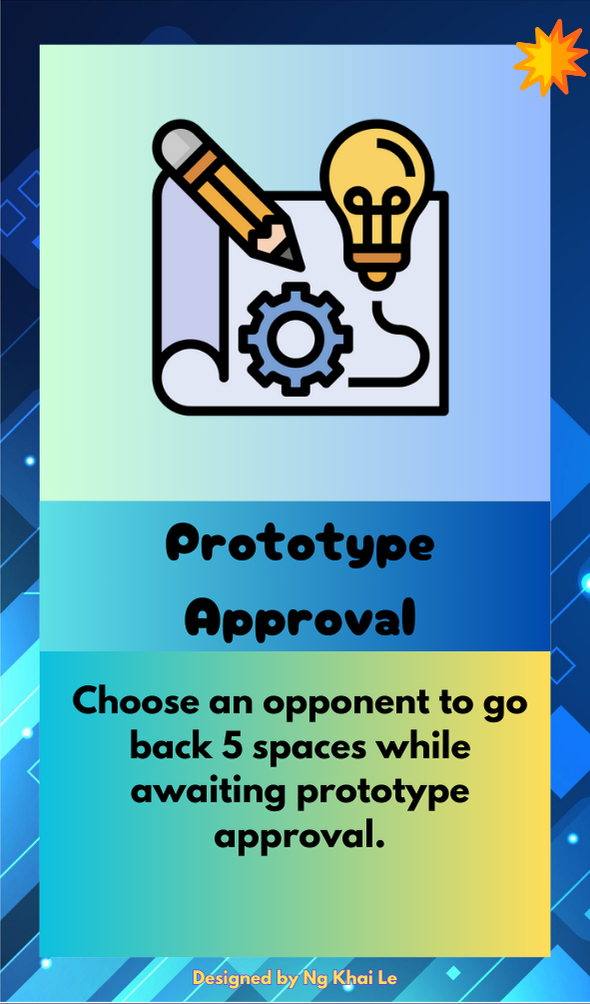 Prototype
Approval
Choose an opponent to go
back 5 spaces while
awaiting prototype
approval.
Designed by Ng Khai Le